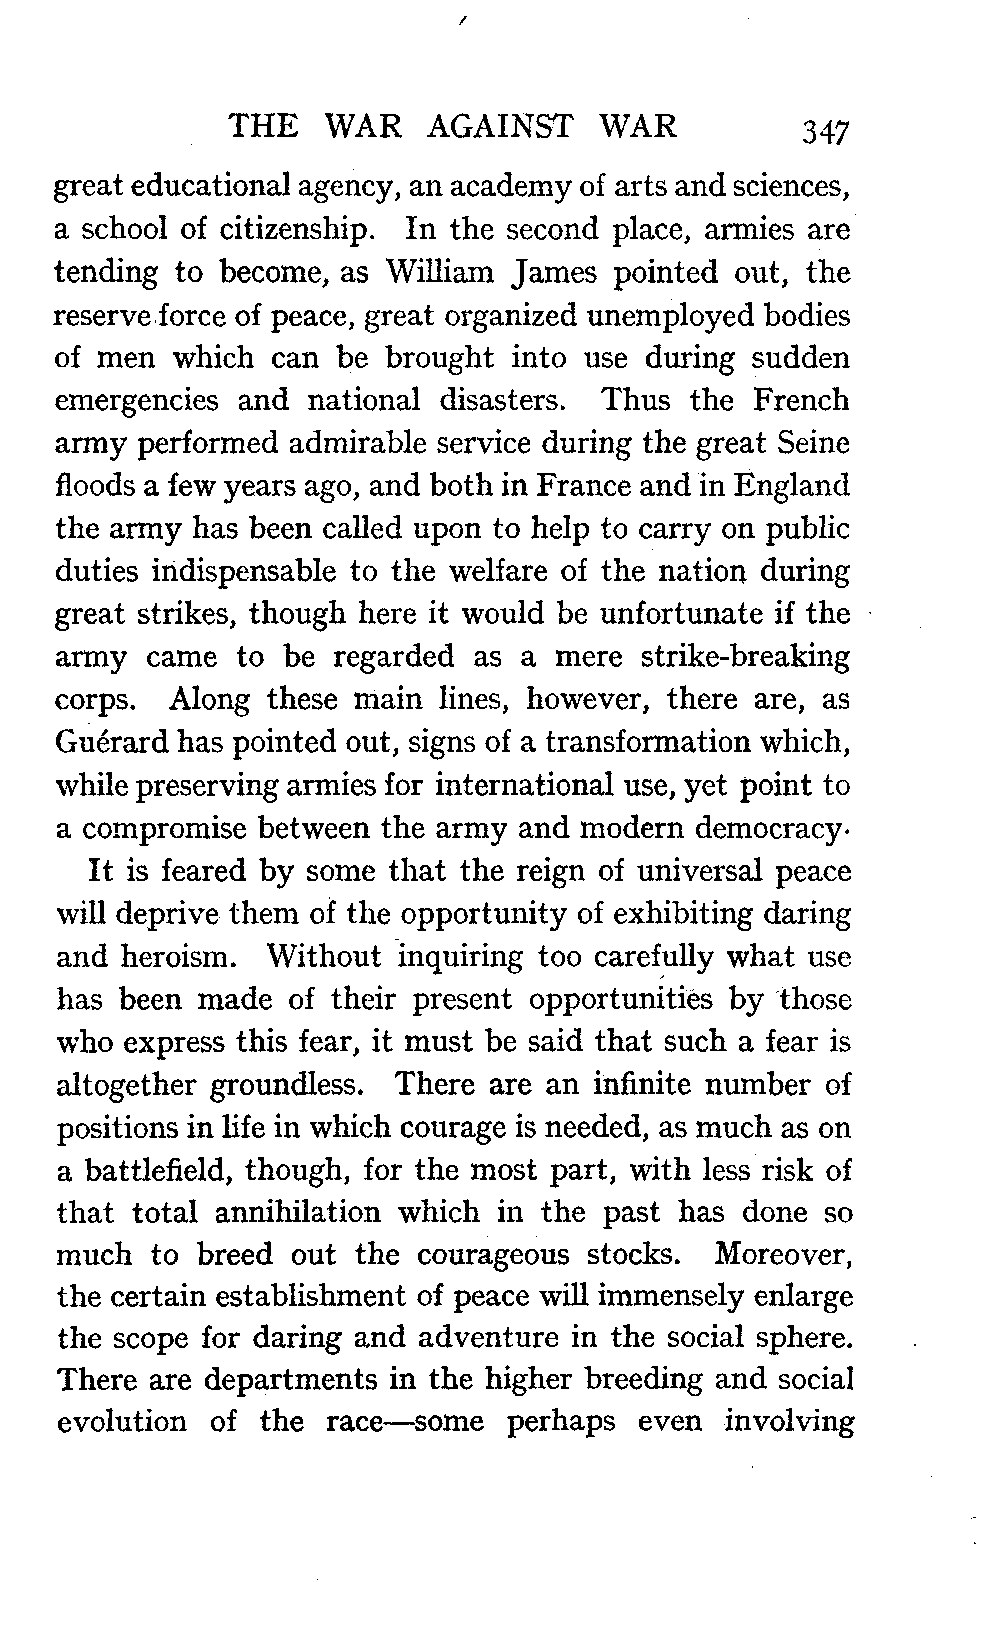 THE WAR AGAINST WAR 347
great educational agency, an academy of arts and sciences,
a school of citizenship. In the second place, armies are
tending to become, as William James pointed out, the
reserve force of peace, great organized unemployed bodies
of men which can be brought into use during sudden
emergencies and national disasters. Thus the French
army performed admirable service during the great Seine
floods a few years ago, and both in France and in England
the army has been called upon to help to carry on public
duties indispensable to the welfare of the nation during
great strikes, though here it would be unfortunate if the
army came to be regarded as a mere strike-breaking
corps. Along these main lines, however, there are, as
Guérard has pointed out, signs of a transformation which,
while preserving armies for international use, yet point to
a compromise between the army and modern democracy.
It is feared by some that the reign of universal peace
will deprive them of the opportunity of exhibiting daring
and heroism. Without inquiring too carefully what use
has been made of their present opportunities by those
who express this fear, it must be said that such a fear is
altogether groundless. There are an infinite number of
positions in life in which courage is needed, as much as on
a battlefield, though, for the most part, with less risk of
that total annihilation which in the past has done so
much to breed out the courageous stocks. Moreover,
the certain establishment of peace will immensely enlarge
the scope for daring and adventure in the social sphere.
There are departments in the higher breeding and social
evolution of the race—some perhaps even involving